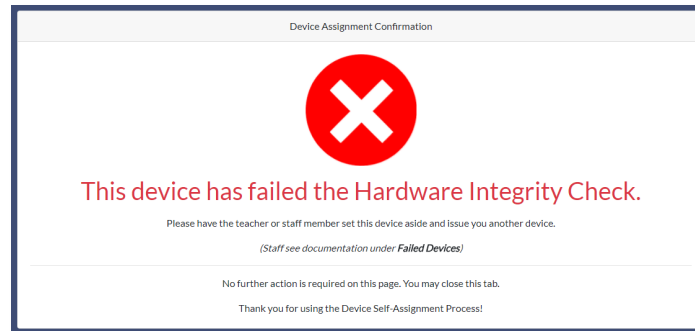 Device Assignment Confirmation
This device has failed the Hardware Integrity Check.
Please have the teacher or staff member set this device aside and issue you another device.
(Staff see documentation under Failed Devices)
No further action is required on this page. You may close this tab.
Thank you for using the Device Self-Assignment Process!